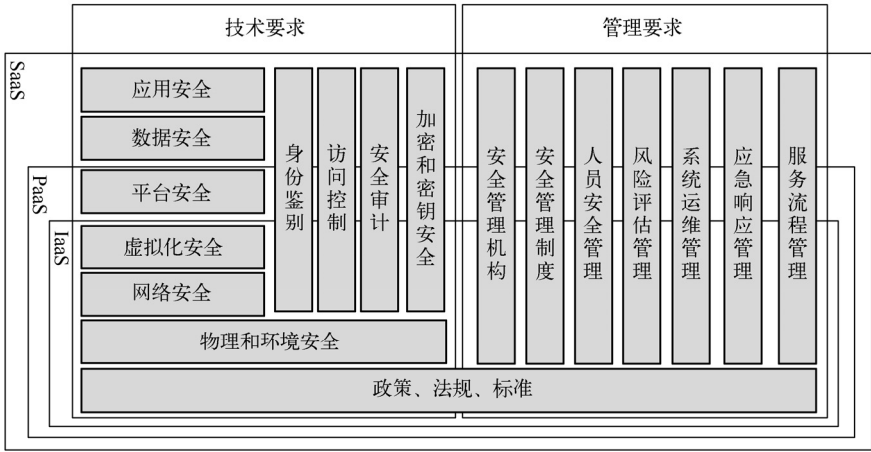 技术要求
管理要求
SaaS
PaaS
IaaS
应用安全
数据安全
平台安全
虚拟化安全
网络安全
身份鉴别
访问控制
安全审计
加密和密钥安全
安全管理机构
安全管理制度
人员安全管理
风险评估管理
系统运维管理
应急响应管理
服务流程管理
物理和环境安全
政策、法规、标准